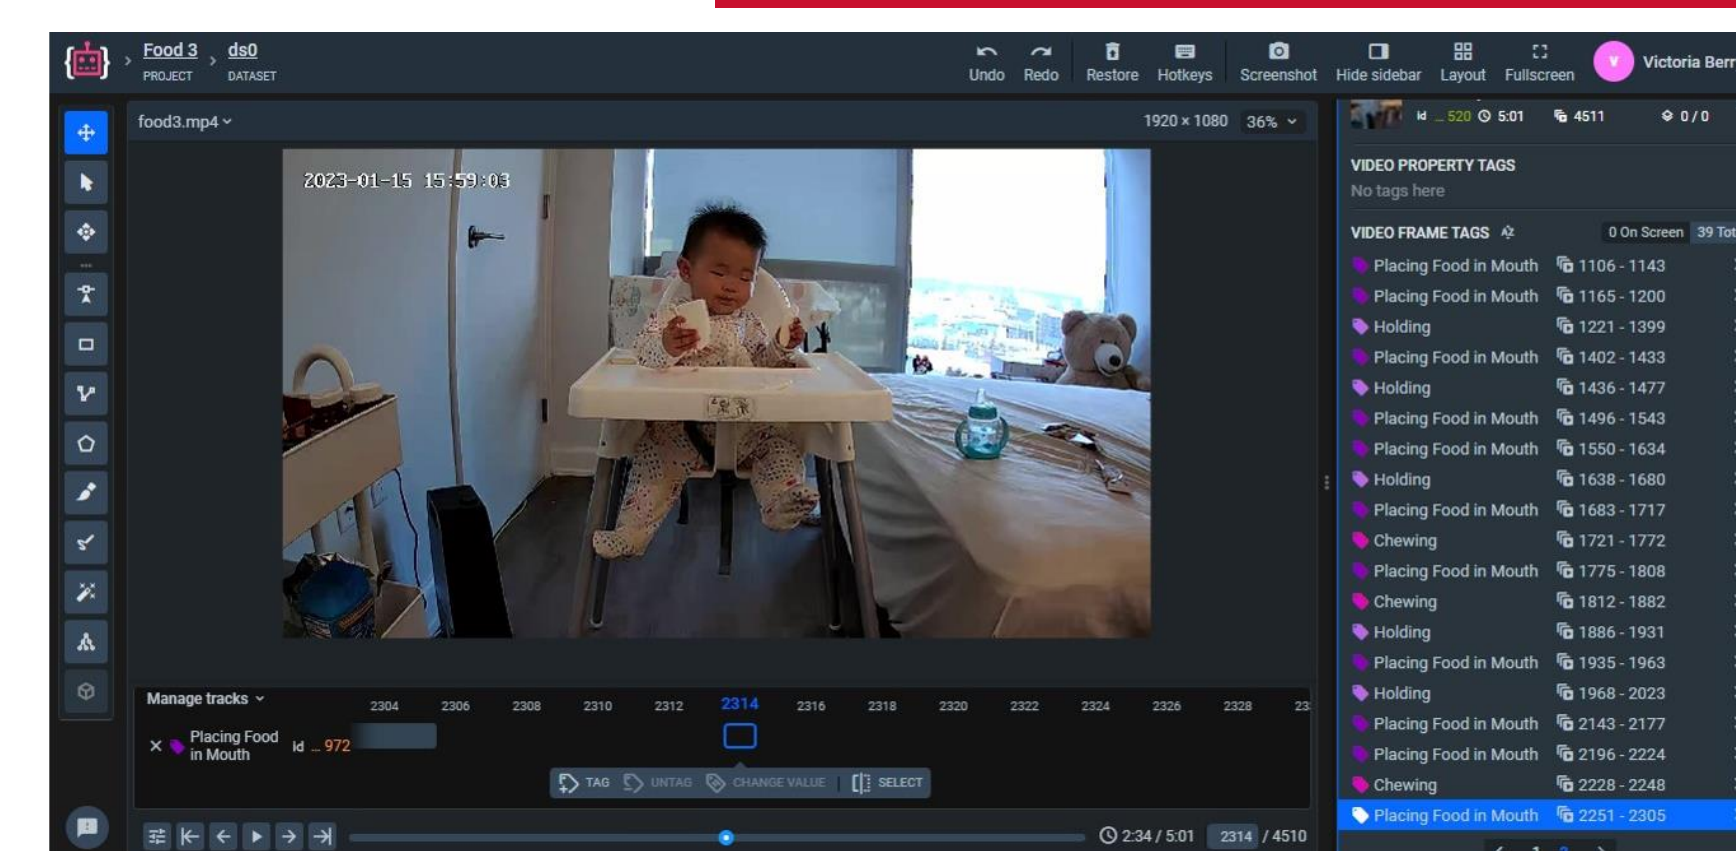 Food 3
ds0
PROJECT
DATASET
Undo
Redo
Restore
Hotkeys
Screenshot
Hide sidebar
Layout
Fullscreen
V
Victoria Berr
food3.mp4
1920 × 1080
36%
2023-01-15 15:59:03
Id ... 520
5:01
4511
0 / 0
VIDEO PROPERTY TAGS
No tags here
VIDEO FRAME TAGS
0 On Screen
39 Tot
Placing Food in Mouth 1106 - 1143
Placing Food in Mouth 1165 - 1200
Holding 1221 - 1399
Placing Food in Mouth 1402 - 1433
Holding 1436 - 1477
Placing Food in Mouth 1496 - 1543
Placing Food in Mouth 1550 - 1634
Holding 1638 - 1680
Placing Food in Mouth 1683 - 1717
Chewing 1721 - 1772
Placing Food in Mouth 1775 - 1808
Chewing 1812 - 1882
Holding 1886 - 1931
Placing Food in Mouth 1935 - 1963
Holding 1968 - 2023
Placing Food in Mouth 2143 - 2177
Placing Food in Mouth 2196 - 2224
Chewing 2228 - 2248
Placing Food in Mouth 2251 - 2305
Manage tracks
2304 2306 2308 2310 2312 2314 2316 2318 2320 2322 2324 2326 2328 23
Placing Food
in Mouth
Id ... 972
TAG
UNTAG
CHANGE VALUE
SELECT
2:34 / 5:01
2314 / 4510